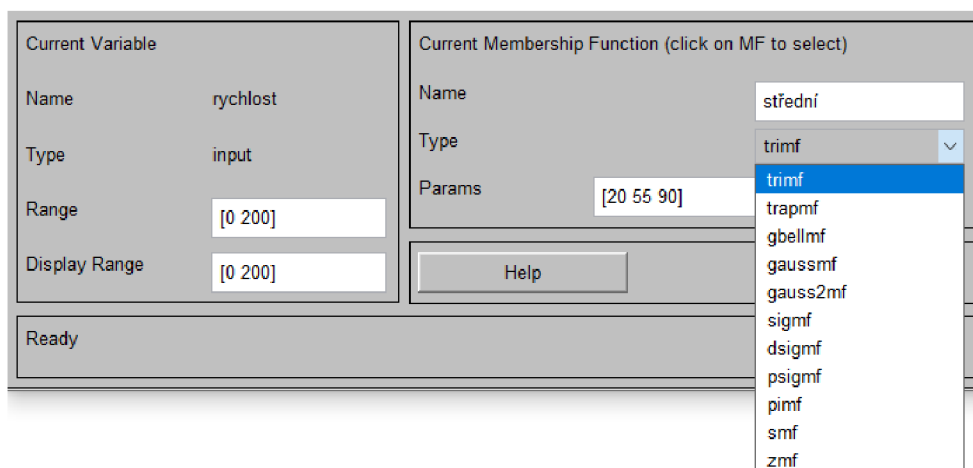 Current Variable
Name rychlost
Type input
Range [0 200]
Display Range [0 200]
Current Membership Function (click on MF to select)
Name střední
Type trimf
Params [20 55 90]
trimf
trapmf
gbellmf
gaussmf
gauss2mf
sigmf
dsigmf
psigmf
pimf
smf
zmf
Help
Ready